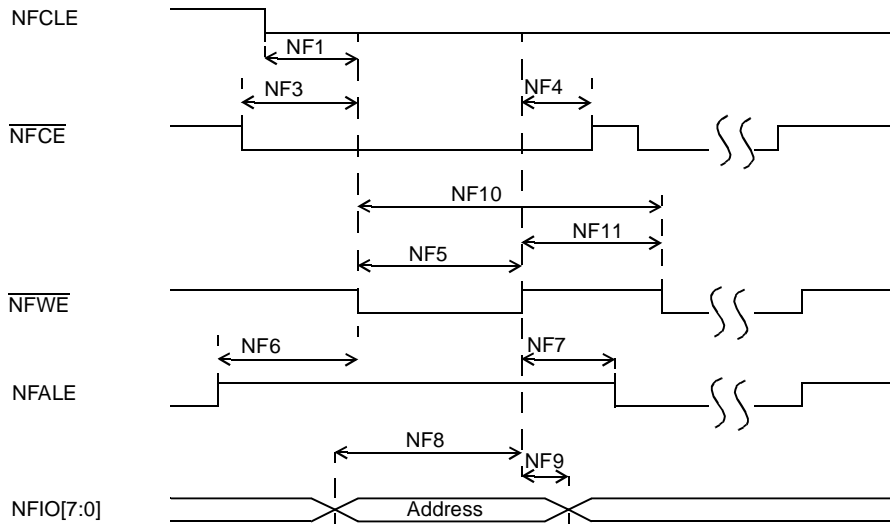 NFCLE
NF1
NF3
NF4
NFCE
NF10
NF11
NF5
NFWE
NF6
NF7
NFALE
NF8
NF9
NFIO[7:0]
Address